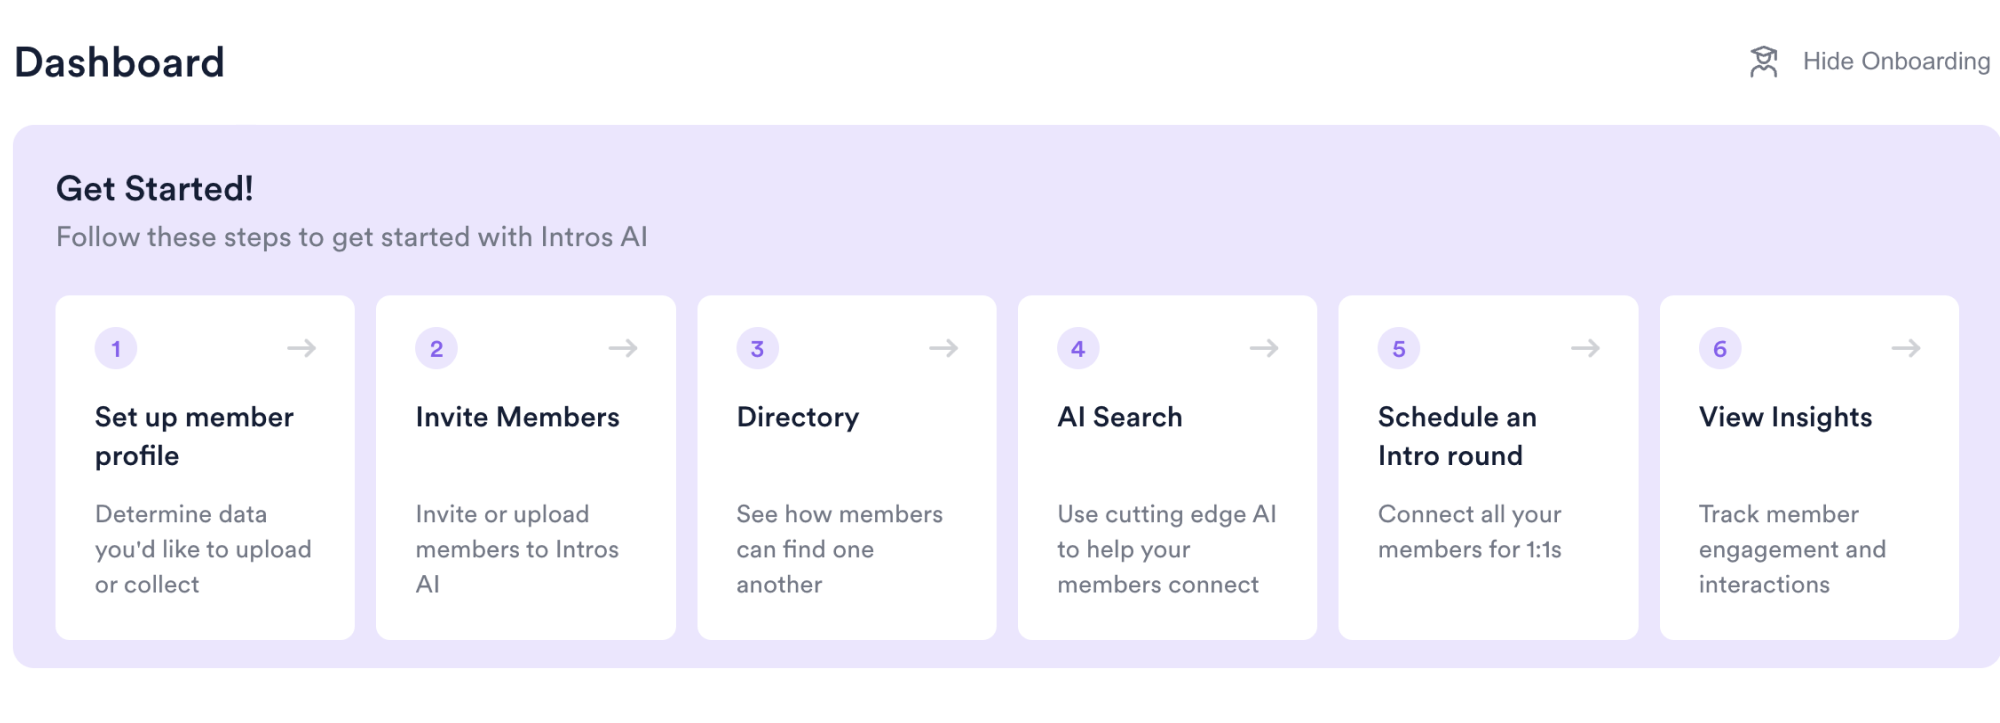 Dashboard
Hide Onboarding
Get Started!
Follow these steps to get started with Intros AI
1
Set up member
profile
Determine data
you'd like to upload
or collect
2
Invite Members
Invite or upload
members to Intros
AI
3
Directory
See how members
can find one
another
4
AI Search
Use cutting edge AI
to help your
members connect
5
Schedule an
Intro round
Connect all your
members for 1:1s
6
View Insights
Track member
engagement and
interactions